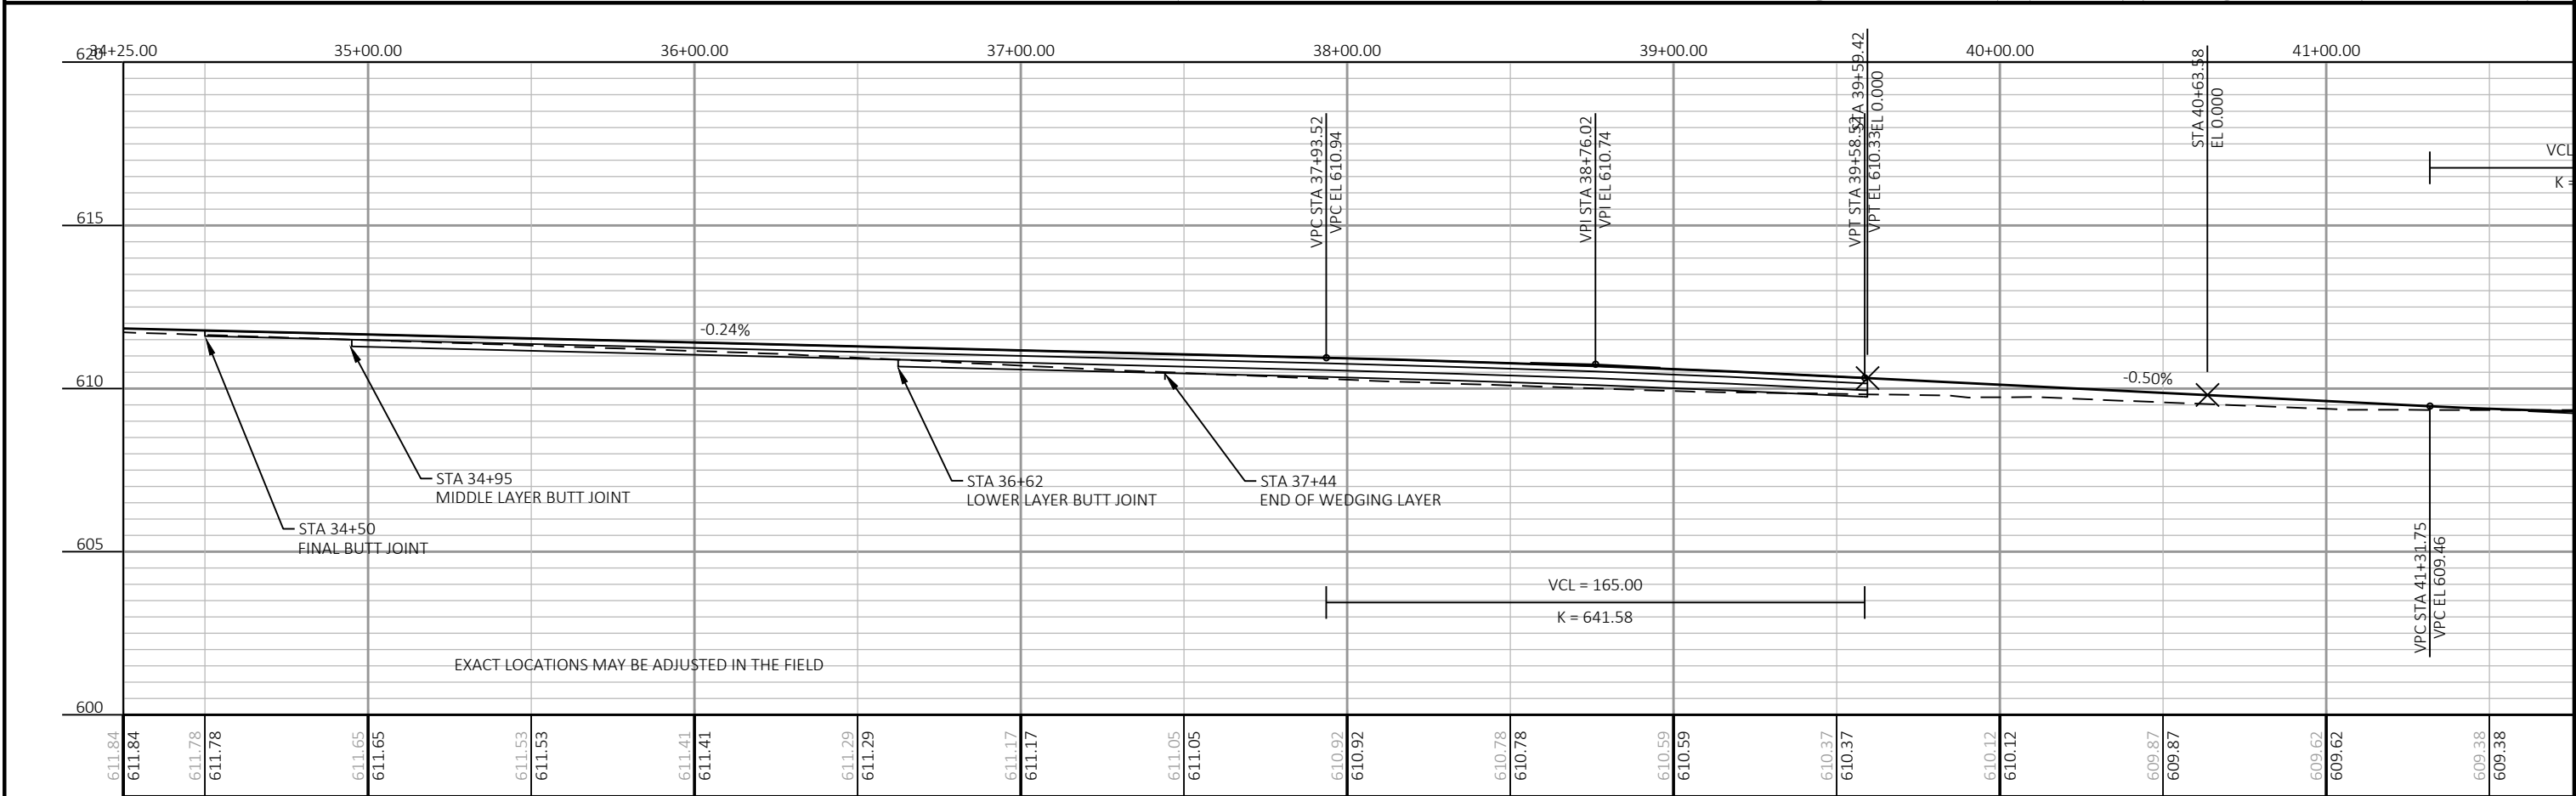 34+25.00
35+00.00
36+00.00
37+00.00
38+00.00
39+00.00
40+00.00
41+00.00
620
615
610
605
600
VPC STA 37+93.52
VPC EL 610.94
VPI STA 38+76.02
VPI EL 610.74
VPT STA 39+58.52
VPT EL 610.33
STA 39+59.42
EL 0.000
STA 40+63.58
EL 0.000
VCL
K =
-0.24%
-0.50%
STA 34+50
FINAL BUTT JOINT
STA 34+95
MIDDLE LAYER BUTT JOINT
STA 36+62
LOWER LAYER BUTT JOINT
STA 37+44
END OF WEDGING LAYER
VCL = 165.00
K = 641.58
VPC STA 41+31.75
VPC EL 609.46
EXACT LOCATIONS MAY BE ADJUSTED IN THE FIELD
611.84
611.84
611.78
611.78
611.65
611.65
611.53
611.53
611.41
611.41
611.29
611.29
611.17
611.17
611.05
611.05
610.92
610.92
610.78
610.78
610.59
610.59
610.37
610.37
610.12
610.12
609.87
609.87
609.62
609.62
609.38
609.38